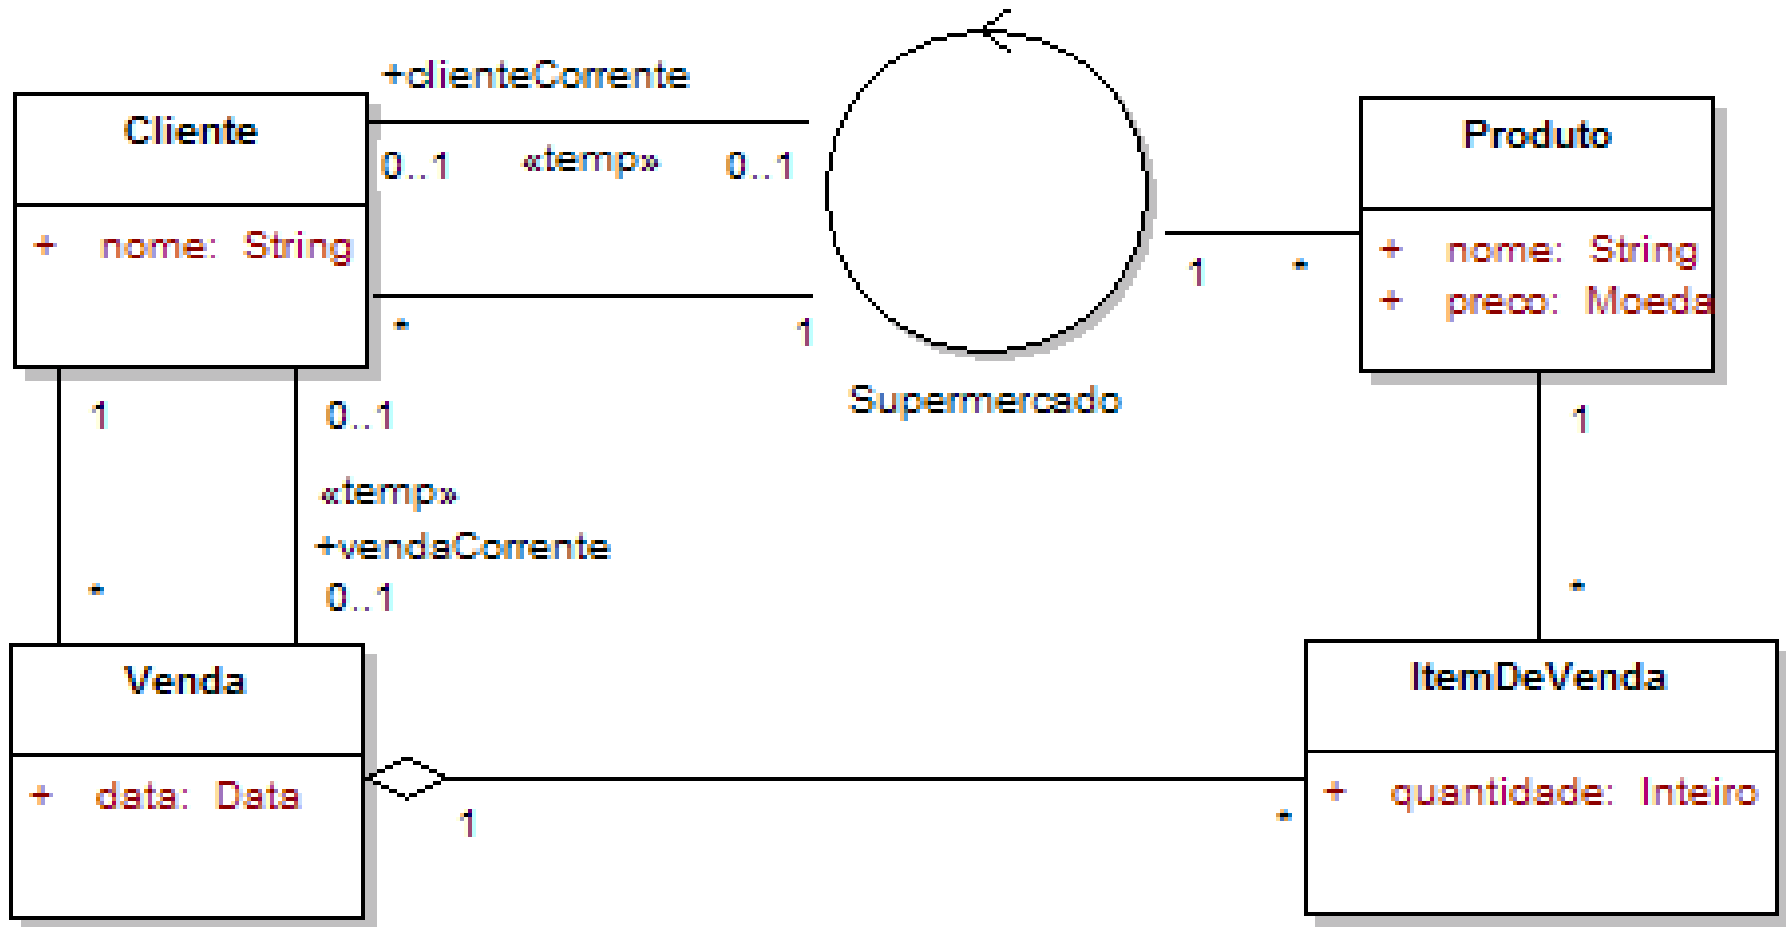 +clienteCorrente
Cliente
0..1 «temp» 0..1
+ nome: String
* 1
Supermercado
Produto
+ nome: String
+ preco: Moeda
1 *
1 0..1
«temp»
+vendaCorrente
* 0..1
1
*
Venda
+ data: Data
1 *
ItemDeVenda
+ quantidade: Inteiro